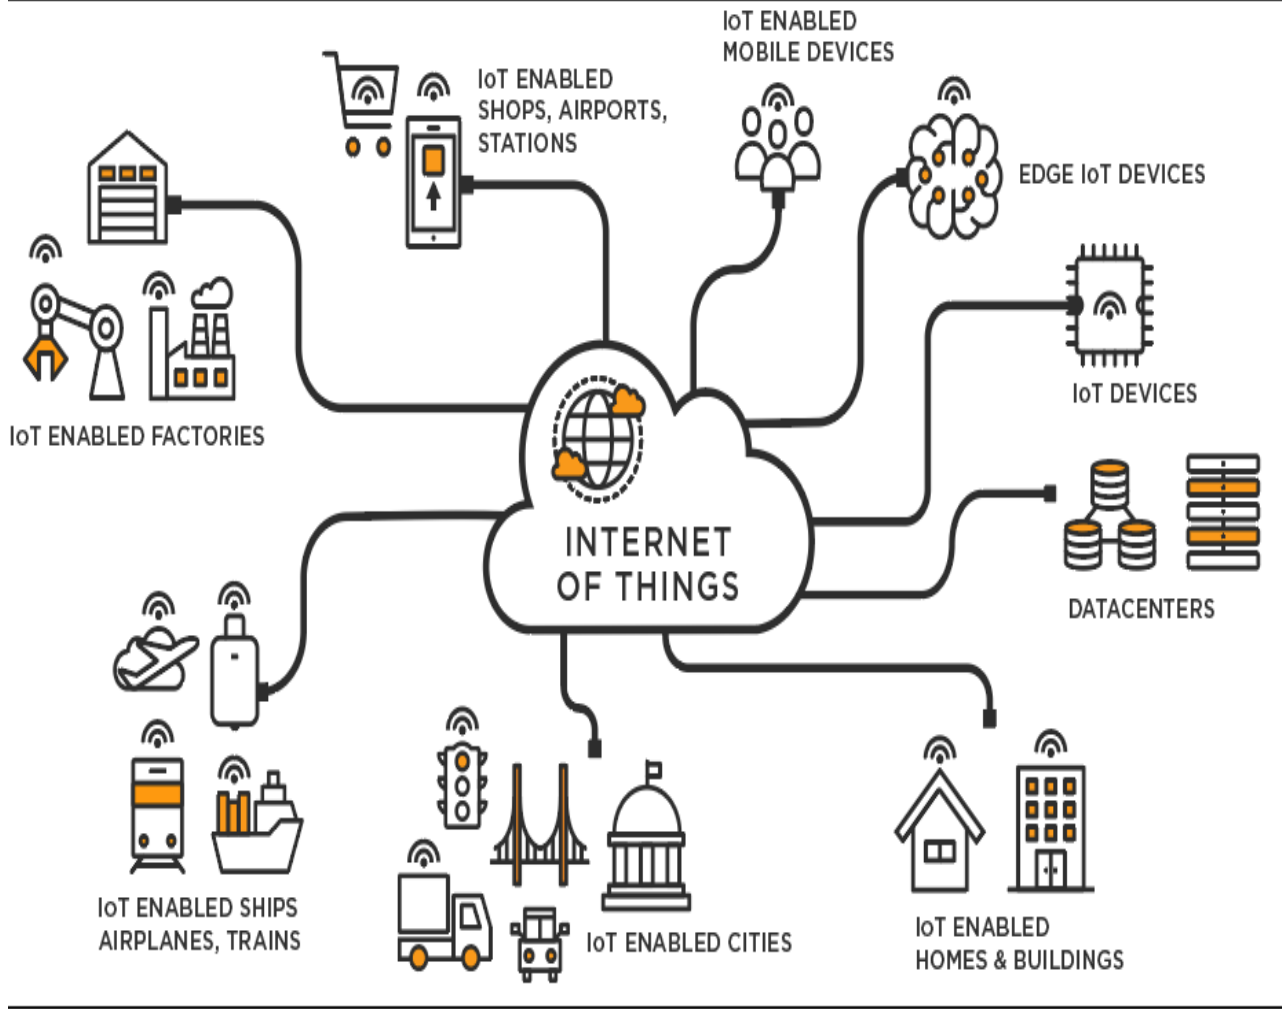 IoT ENABLED
MOBILE DEVICES
IoT ENABLED
SHOPS, AIRPORTS,
STATIONS
EDGE IoT DEVICES
IoT DEVICES
IoT ENABLED FACTORIES
INTERNET
OF THINGS
DATACENTERS
IoT ENABLED SHIPS
AIRPLANES, TRAINS
IoT ENABLED CITIES
IoT ENABLED
HOMES & BUILDINGS